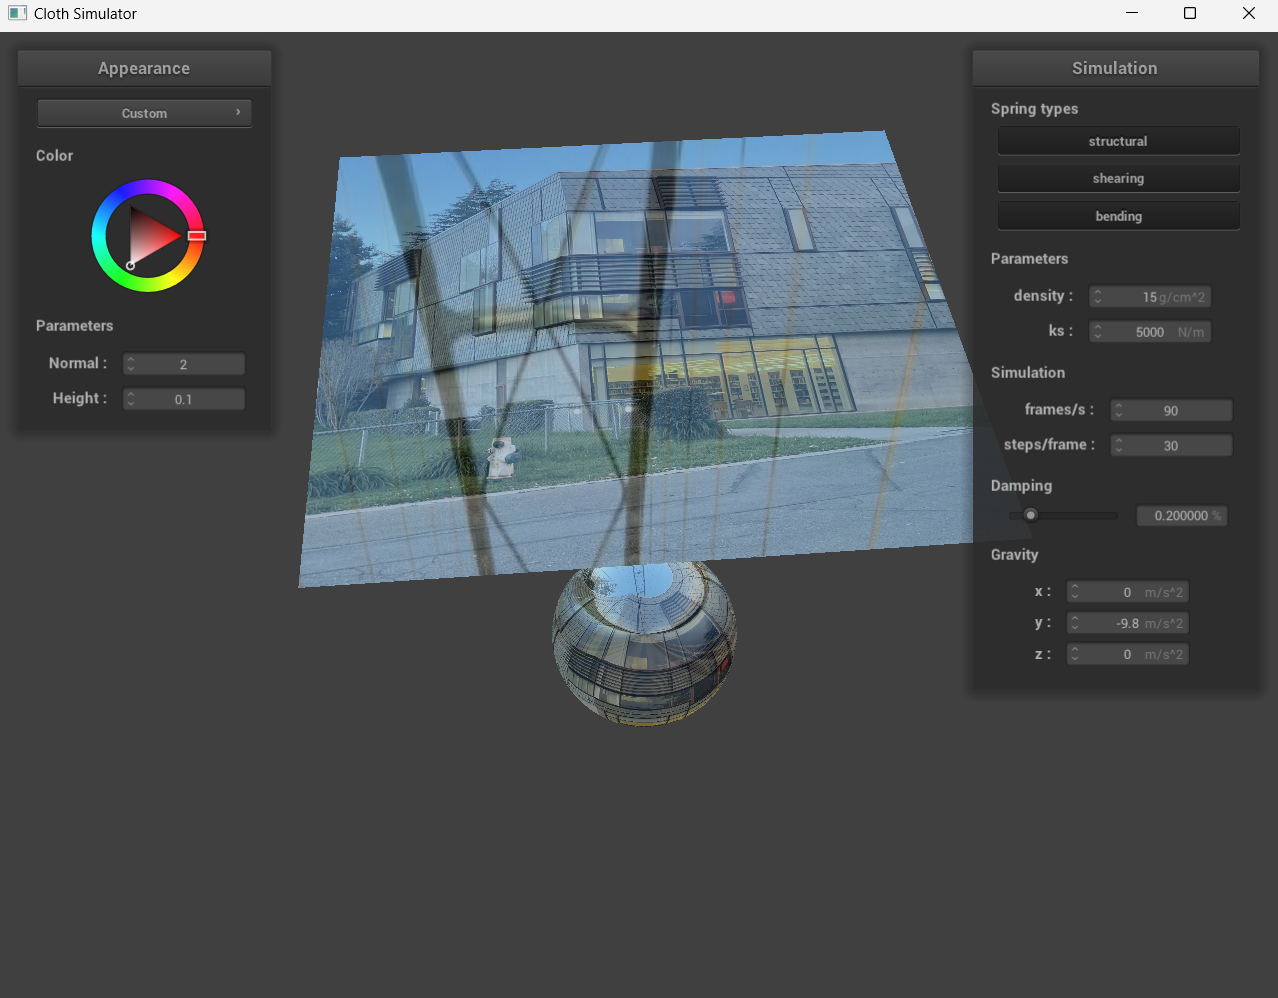 Cloth Simulator
Appearance
Custom
Color
Parameters
Normal : 2
Height : 0.1
Simulation
Spring types
structural
shearing
bending
Parameters
density : 15 g/cm^2
ks : 5000 N/m
Simulation
frames/s : 90
steps/frame : 30
Damping
0.200000 %
Gravity
x : 0 m/s^2
y : -9.8 m/s^2
z : 0 m/s^2